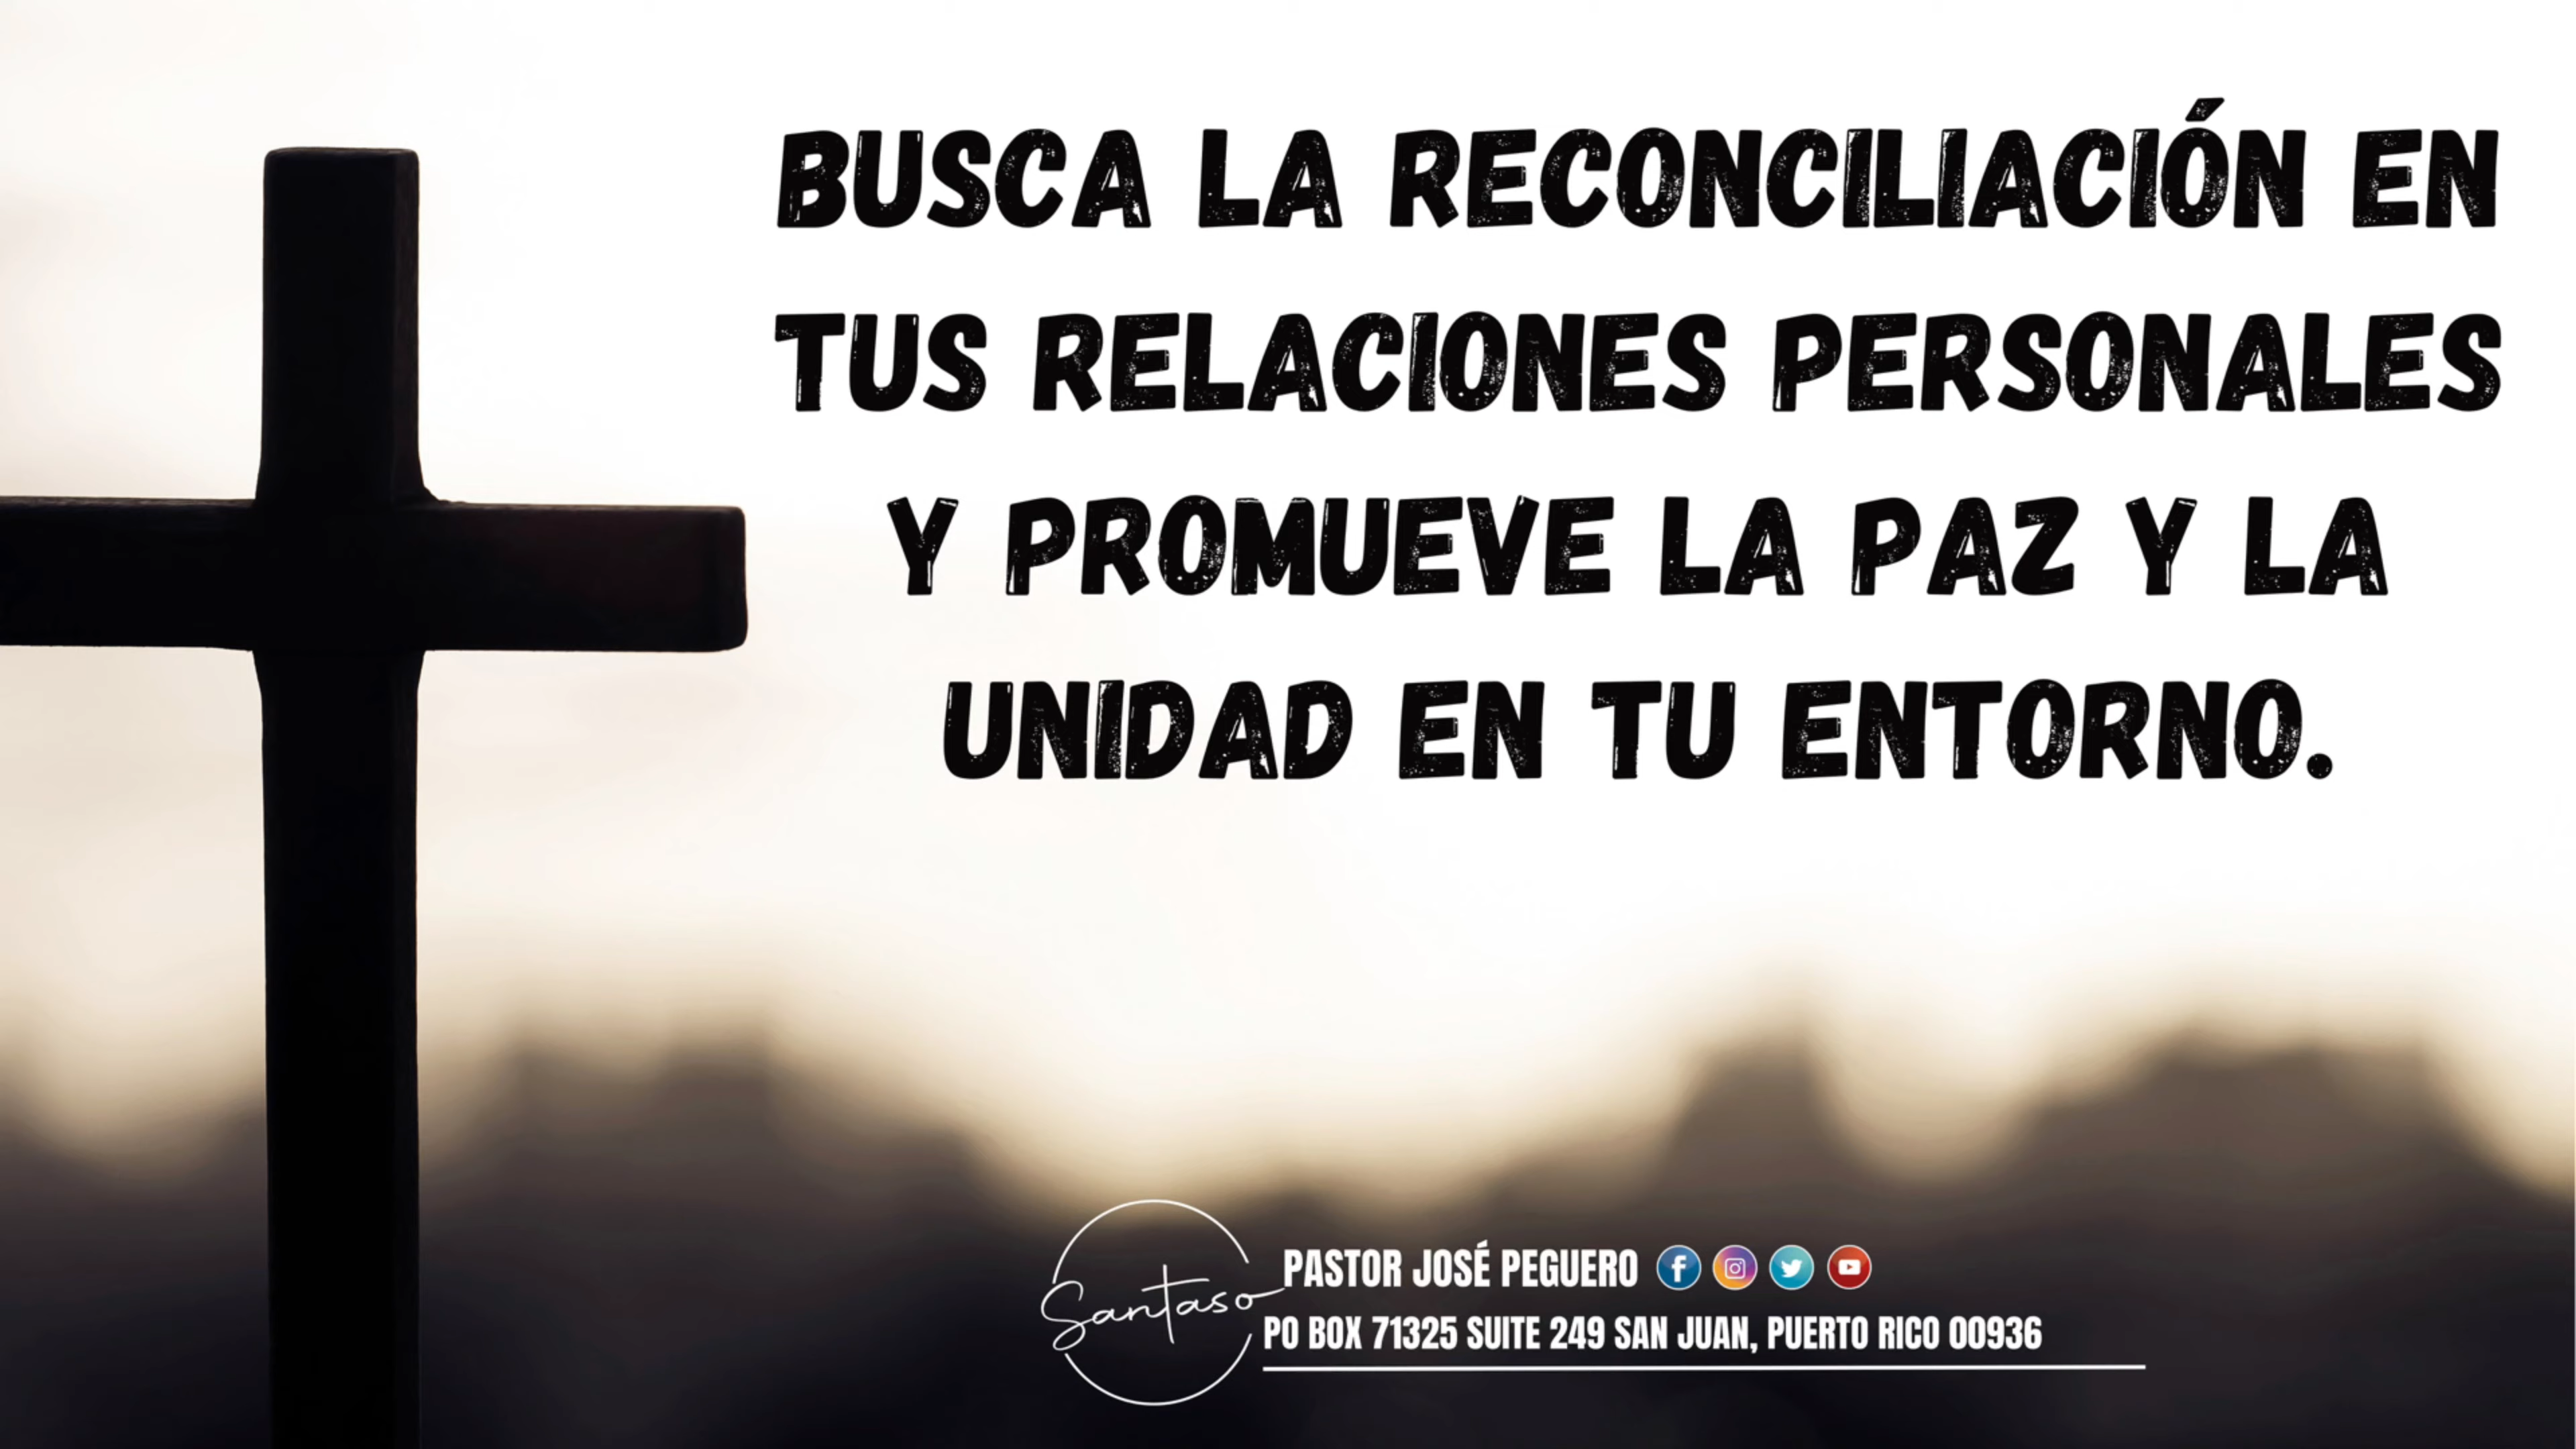 BUSCA LA RECONCILIACIÓN EN
TUS RELACIONES PERSONALES
Y PROMUEVE LA PAZ Y LA
UNIDAD EN TU ENTORNO.
Santaso
PASTOR JOSÉ PEGUERO
PO BOX 71325 SUITE 249 SAN JUAN, PUERTO RICO 00936